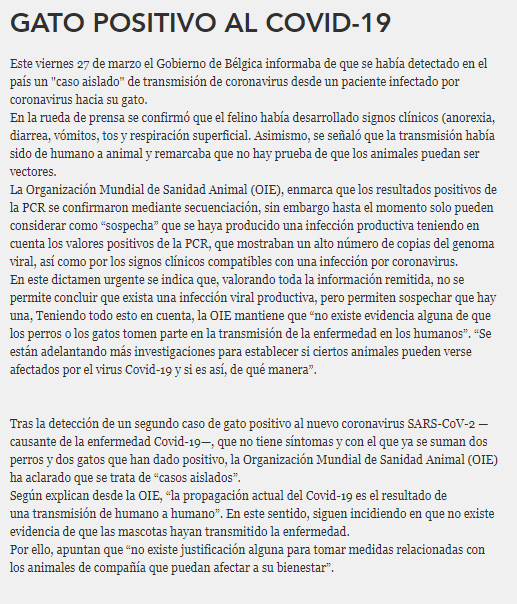 GATO POSITIVO AL COVID-19
Este viernes 27 de marzo el Gobierno de Bélgica informaba de que se había detectado en el
país un "caso aislado" de transmisión de coronavirus desde un paciente infectado por
coronavirus hacia su gato.
En la rueda de prensa se confirmó que el felino había desarrollado signos clínicos (anorexia,
diarrea, vómitos, tos y respiración superficial. Asimismo, se señaló que la transmisión había
sido de humano a animal y remarcaba que no hay prueba de que los animales puedan ser
vectores.
La Organización Mundial de Sanidad Animal (OIE), enmarca que los resultados positivos de
la PCR se confirmaron mediante secuenciación, sin embargo hasta el momento solo pueden
considerar como “sospecha” que se haya producido una infección productiva teniendo en
cuenta los valores positivos de la PCR, que mostraban un alto número de copias del genoma
viral, así como por los signos clínicos compatibles con una infección por coronavirus.
En este dictamen urgente se indica que, valorando toda la información remitida, no se
permite concluir que exista una infección viral productiva, pero permiten sospechar que hay
una, Teniendo todo esto en cuenta, la OIE mantiene que “no existe evidencia alguna de que
los perros o los gatos tomen parte en la transmisión de la enfermedad en los humanos”. “Se
están adelantando más investigaciones para establecer si ciertos animales pueden verse
afectados por el virus Covid-19 y si es así, de qué manera”.
Tras la detección de un segundo caso de gato positivo al nuevo coronavirus SARS-CoV-2 —
causante de la enfermedad Covid-19—, que no tiene síntomas y con el que ya se suman dos
perros y dos gatos que han dado positivo, la Organización Mundial de Sanidad Animal (OIE)
ha aclarado que se trata de “casos aislados”.
Según explican desde la OIE, “la propagación actual del Covid-19 es el resultado de
una transmisión de humano a humano”. En este sentido, siguen incidiendo en que no existe
evidencia de que las mascotas hayan transmitido la enfermedad.
Por ello, apuntan que “no existe justificación alguna para tomar medidas relacionadas con
los animales de compañía que puedan afectar a su bienestar”.